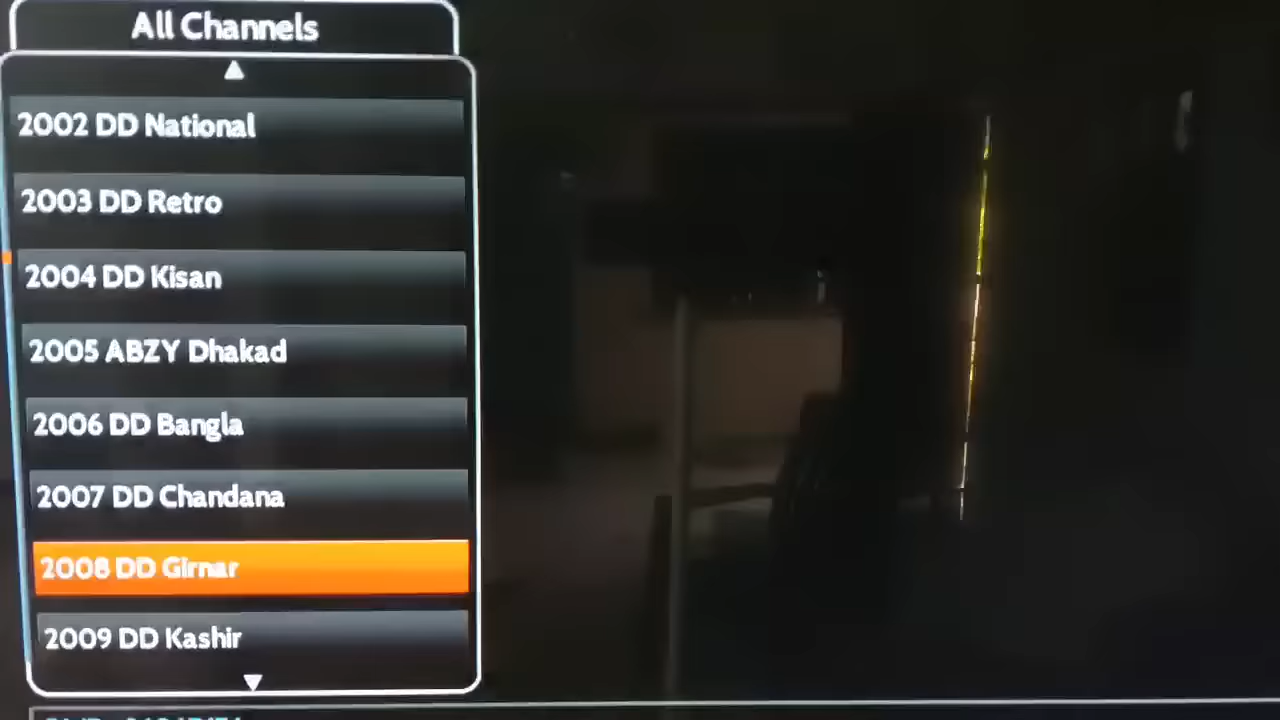 All Channels
2002 DD National
2003 DD Retro
2004 DD Kisan
2005 ABZY Dhakad
2006 DD Bangla
2007 DD Chandana
2008 DD Girnar
2009 DD Kashir